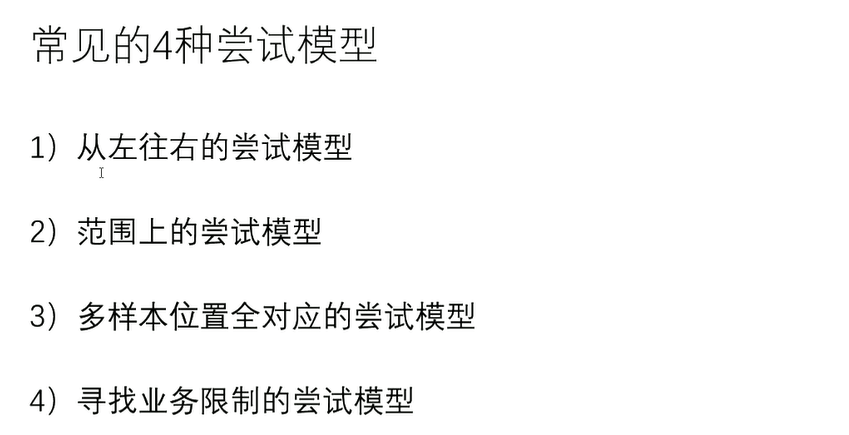 常见的4种尝试模型
1）从左往右的尝试模型
2）范围上的尝试模型
3）多样本位置全对应的尝试模型
4）寻找业务限制的尝试模型